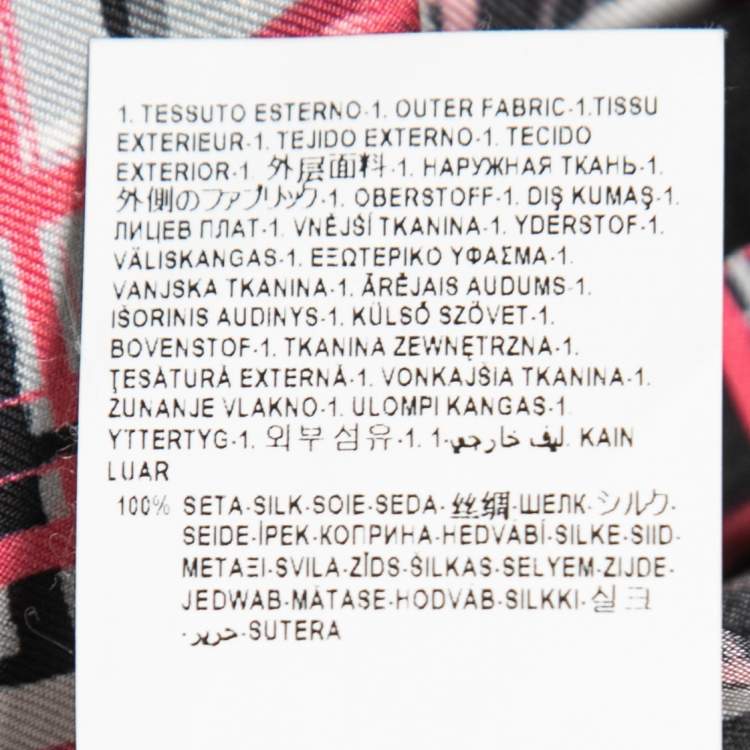 1. TESSUTO ESTERNO-1. OUTER FABRIC-1.TISSU
EXTERIEUR-1. TEJIDO EXTERNO-1. TECIDO
EXTERIOR-1. 外层面料-1. НАРУЖНАЯ ТКАНЬ-1.
外側のファブリック-1. OBERSTOFF-1. DIŞ KUMAŞ-1.
ЛИЦЕВ ПЛАТ-1. VNĚJŠÍ TKANINA-1. YDERSTOF-1.
VÄLISKANGAS-1. ΕΞΩΤΕΡΙΚΟ ΥΦΑΣΜΑ-1.
VANJSKA TKANINA-1. ĀRĒJAIS AUDUMS-1.
IŠORINIS AUDINYS-1. KÜLSŐ SZÖVET-1.
BOVENSTOF-1. TKANINA ZEWNĘTRZNA-1.
ŢESĂTURĂ EXTERNĂ-1. VONKAJŠIA TKANINA-1.
ZUNANJE VLAKNO-1. ULOMPI KANGAS-1.
YTTERTYG-1. 외부 섬유-1. 1-ليف خارجي. KAIN
LUAR
100% SETA-SILK-SOIE-SEDA-丝绸-ШЕЛК-シルク-
SEIDE-İPEK-КОПРИНА-HEDVÁBÍ-SILKE-SIID-
ΜΕΤΑΞΙ-SVILA-ZĪDS-ŠILKAS-SELYEM-ZIJDE-
JEDWAB-MĂTASE-HODVÁB-SILKKI-실크
-حرير-SUTERA